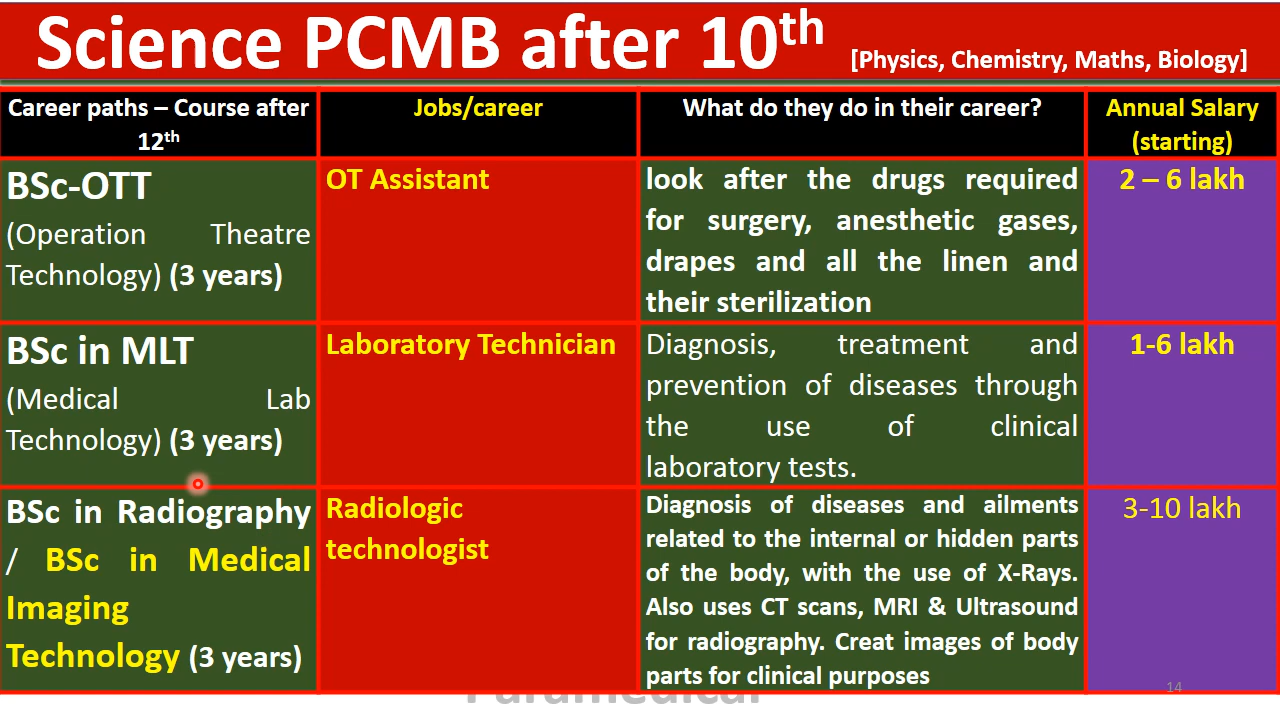 Science PCMB after 10th [Physics, Chemistry, Maths, Biology]
Career paths – Course after
12th
Jobs/career
What do they do in their career?
Annual Salary
(starting)
BSc-OTT
(Operation Theatre
Technology) (3 years)
OT Assistant
look after the drugs required
for surgery, anesthetic gases,
drapes and all the linen and
their sterilization
2 – 6 lakh
BSc in MLT
(Medical Lab
Technology) (3 years)
Laboratory Technician
Diagnosis, treatment and
prevention of diseases through
the use of clinical
laboratory tests.
1-6 lakh
BSc in Radiography
/ BSc in Medical
Imaging
Technology (3 years)
Radiologic
technologist
Diagnosis of diseases and ailments
related to the internal or hidden parts
of the body, with the use of X-Rays.
Also uses CT scans, MRI & Ultrasound
for radiography. Creat images of body
parts for clinical purposes
3-10 lakh
14
Paramedical